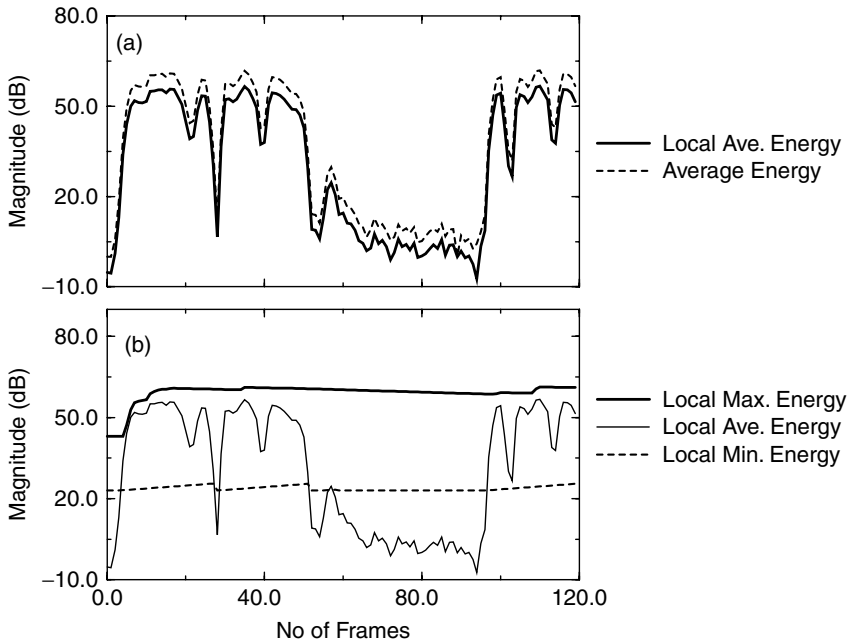 80.0
(a)
50.0
20.0
−10.0
Magnitude (dB)
Local Ave. Energy
Average Energy
80.0
(b)
50.0
20.0
−10.0
Magnitude (dB)
Local Max. Energy
Local Ave. Energy
Local Min. Energy
0.0 40.0 80.0 120.0
No of Frames